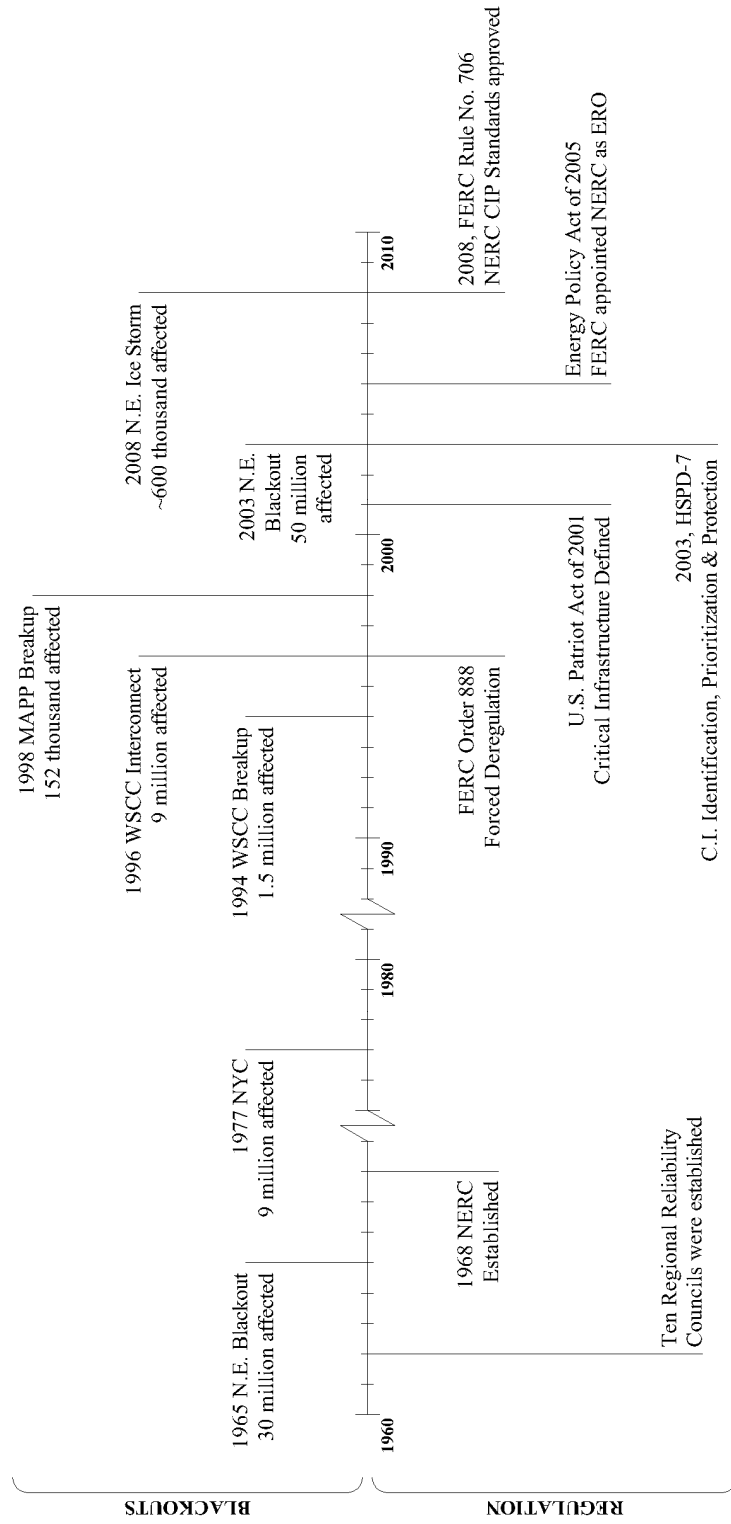 BLACKOUTS
1965 N.E. Blackout
30 million affected
1977 NYC
9 million affected
1994 WSCC Breakup
1.5 million affected
1996 WSCC Interconnect
9 million affected
1998 MAPP Breakup
152 thousand affected
2003 N.E.
Blackout
50 million
affected
2008 N.E. Ice Storm
~600 thousand affected
1960
1980
1990
2000
2010
REGULATION
Ten Regional Reliability
Councils were established
1968 NERC
Established
FERC Order 888
Forced Deregulation
U.S. Patriot Act of 2001
Critical Infrastructure Defined
2003, HSPD-7
C.I. Identification, Prioritization & Protection
Energy Policy Act of 2005
FERC appointed NERC as ERO
2008, FERC Rule No. 706
NERC CIP Standards approved